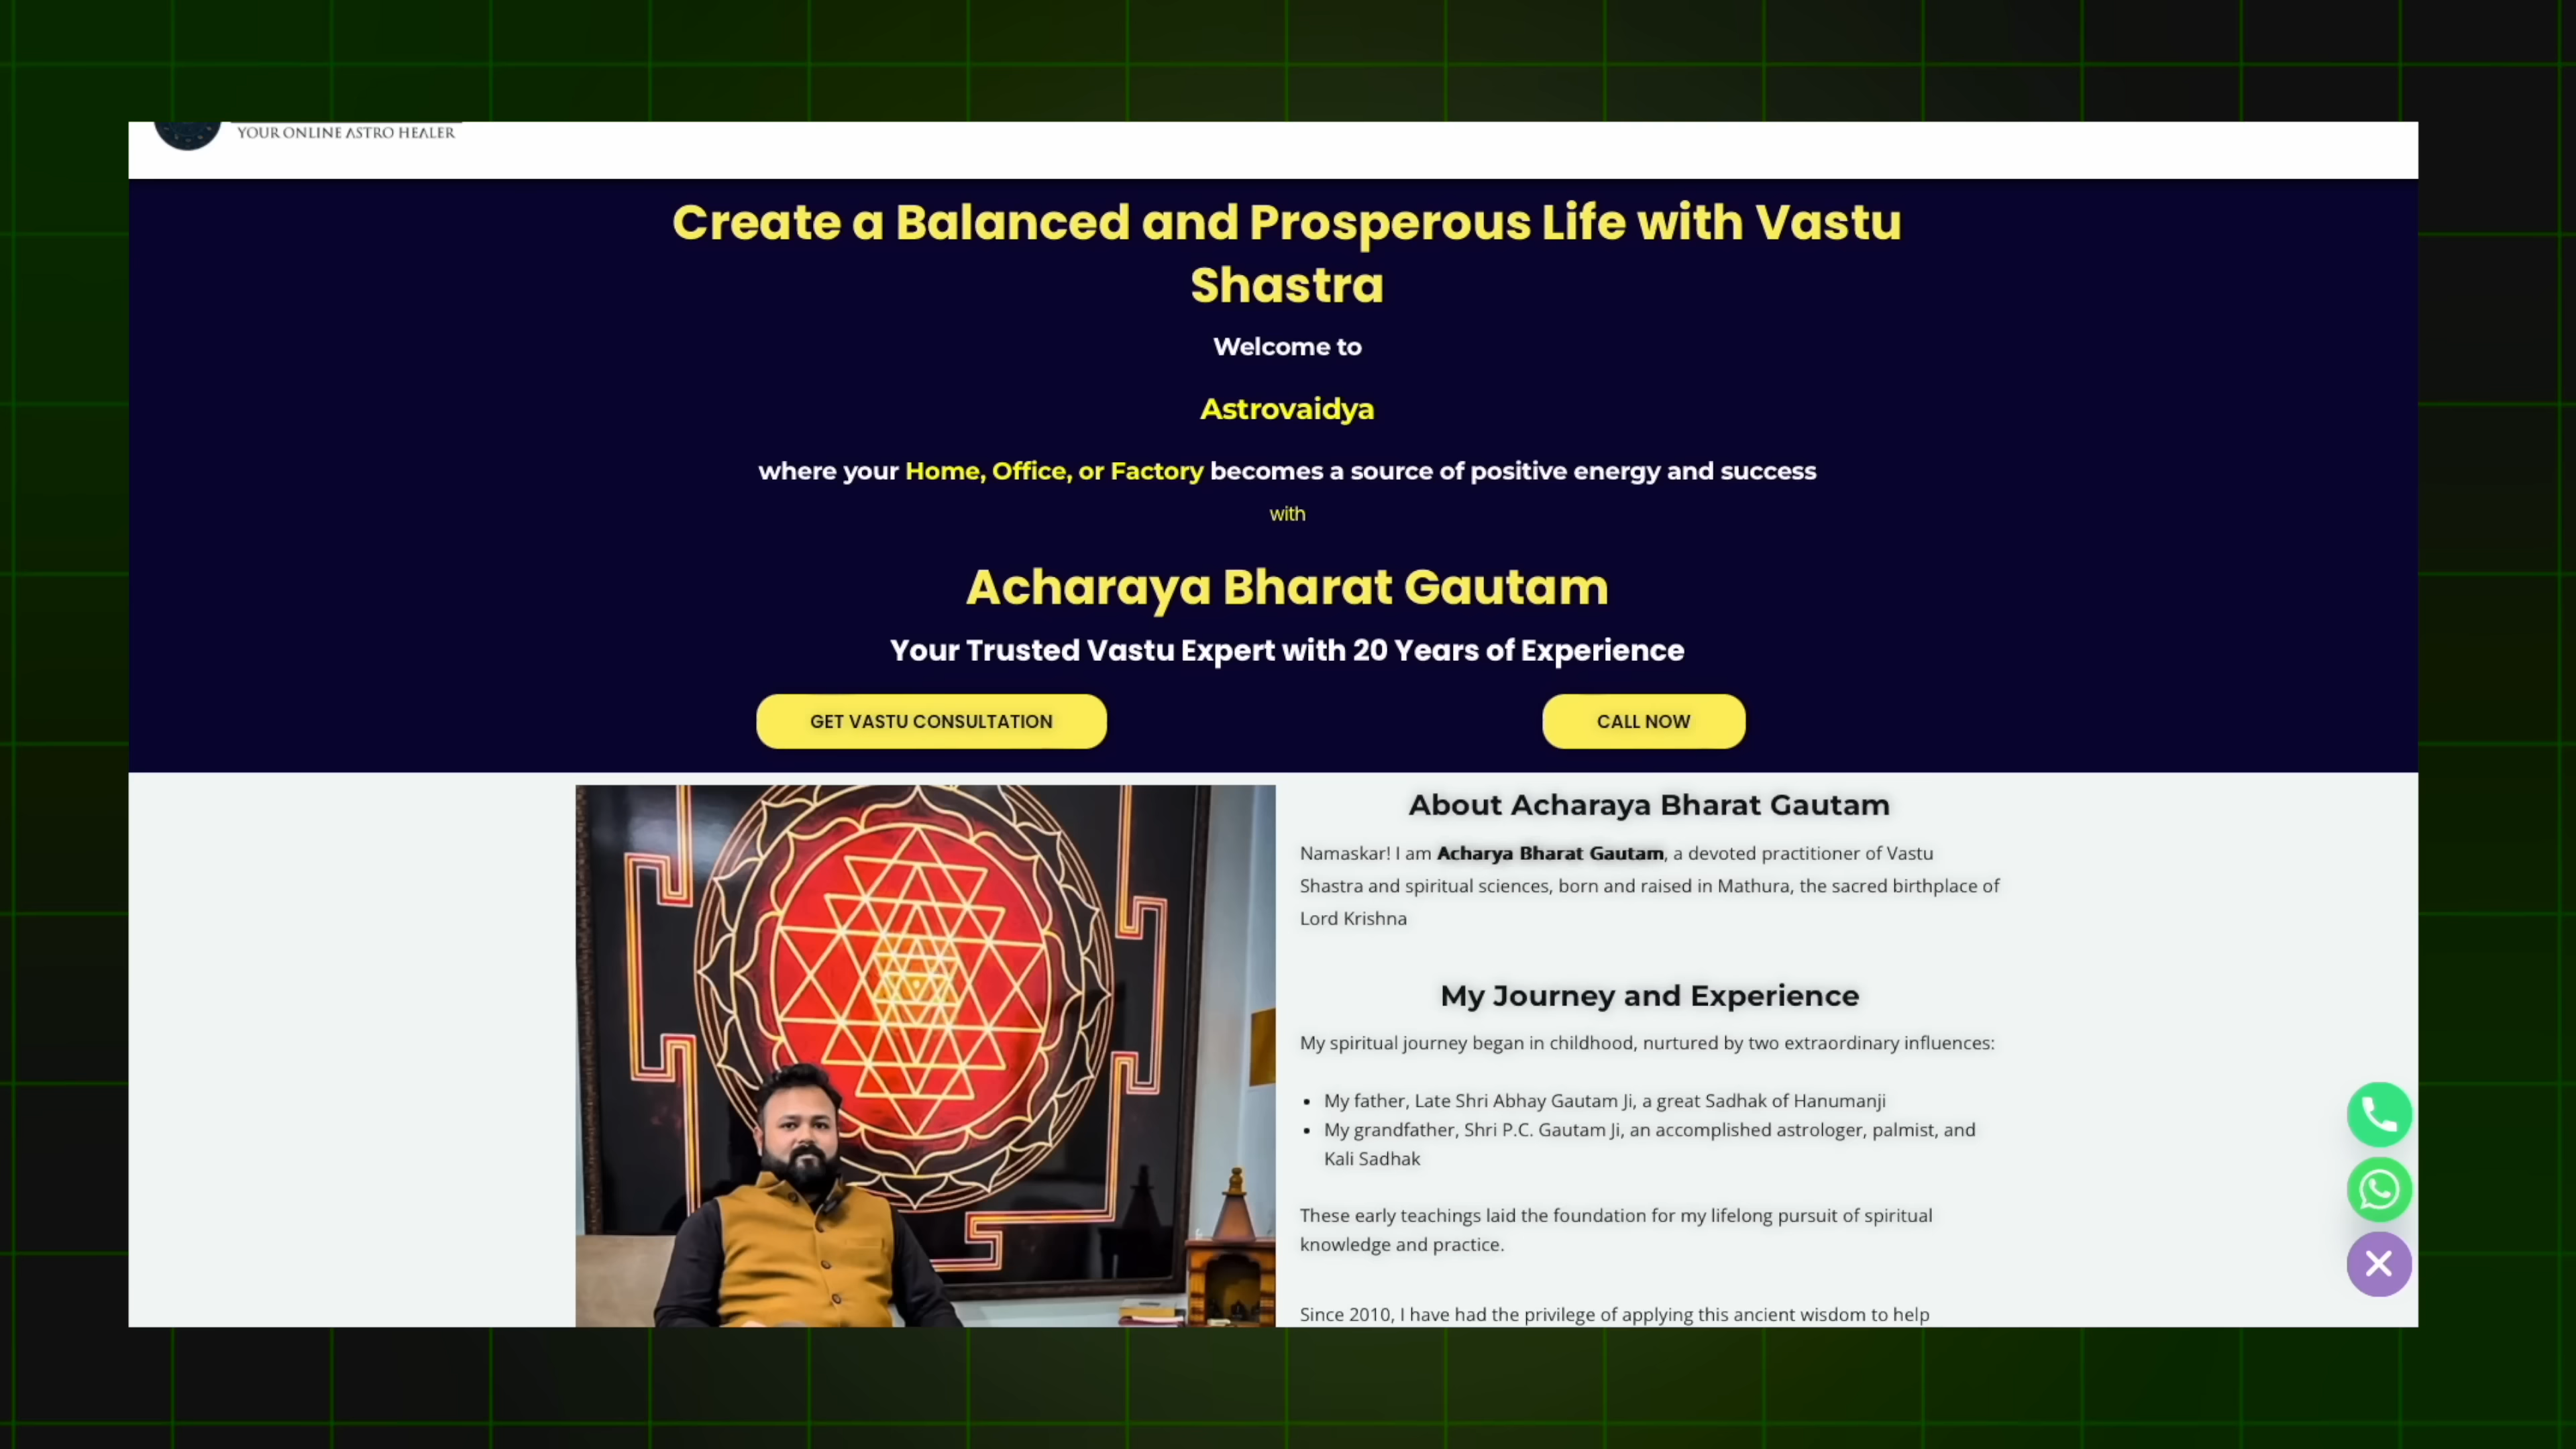 YOUR ONLINE ASTRO HEALER
Create a Balanced and Prosperous Life with Vastu
Shastra
Welcome to
Astrovaidya
where your Home, Office, or Factory becomes a source of positive energy and success
with
Acharaya Bharat Gautam
Your Trusted Vastu Expert with 20 Years of Experience
GET VASTU CONSULTATION
CALL NOW
About Acharaya Bharat Gautam
Namaskar! I am Acharya Bharat Gautam, a devoted practitioner of Vastu
Shastra and spiritual sciences, born and raised in Mathura, the sacred birthplace of
Lord Krishna
My Journey and Experience
My spiritual journey began in childhood, nurtured by two extraordinary influences:
• My father, Late Shri Abhay Gautam Ji, a great Sadhak of Hanumanji
• My grandfather, Shri P.C. Gautam Ji, an accomplished astrologer, palmist, and
Kali Sadhak
These early teachings laid the foundation for my lifelong pursuit of spiritual
knowledge and practice.
Since 2010, I have had the privilege of applying this ancient wisdom to help